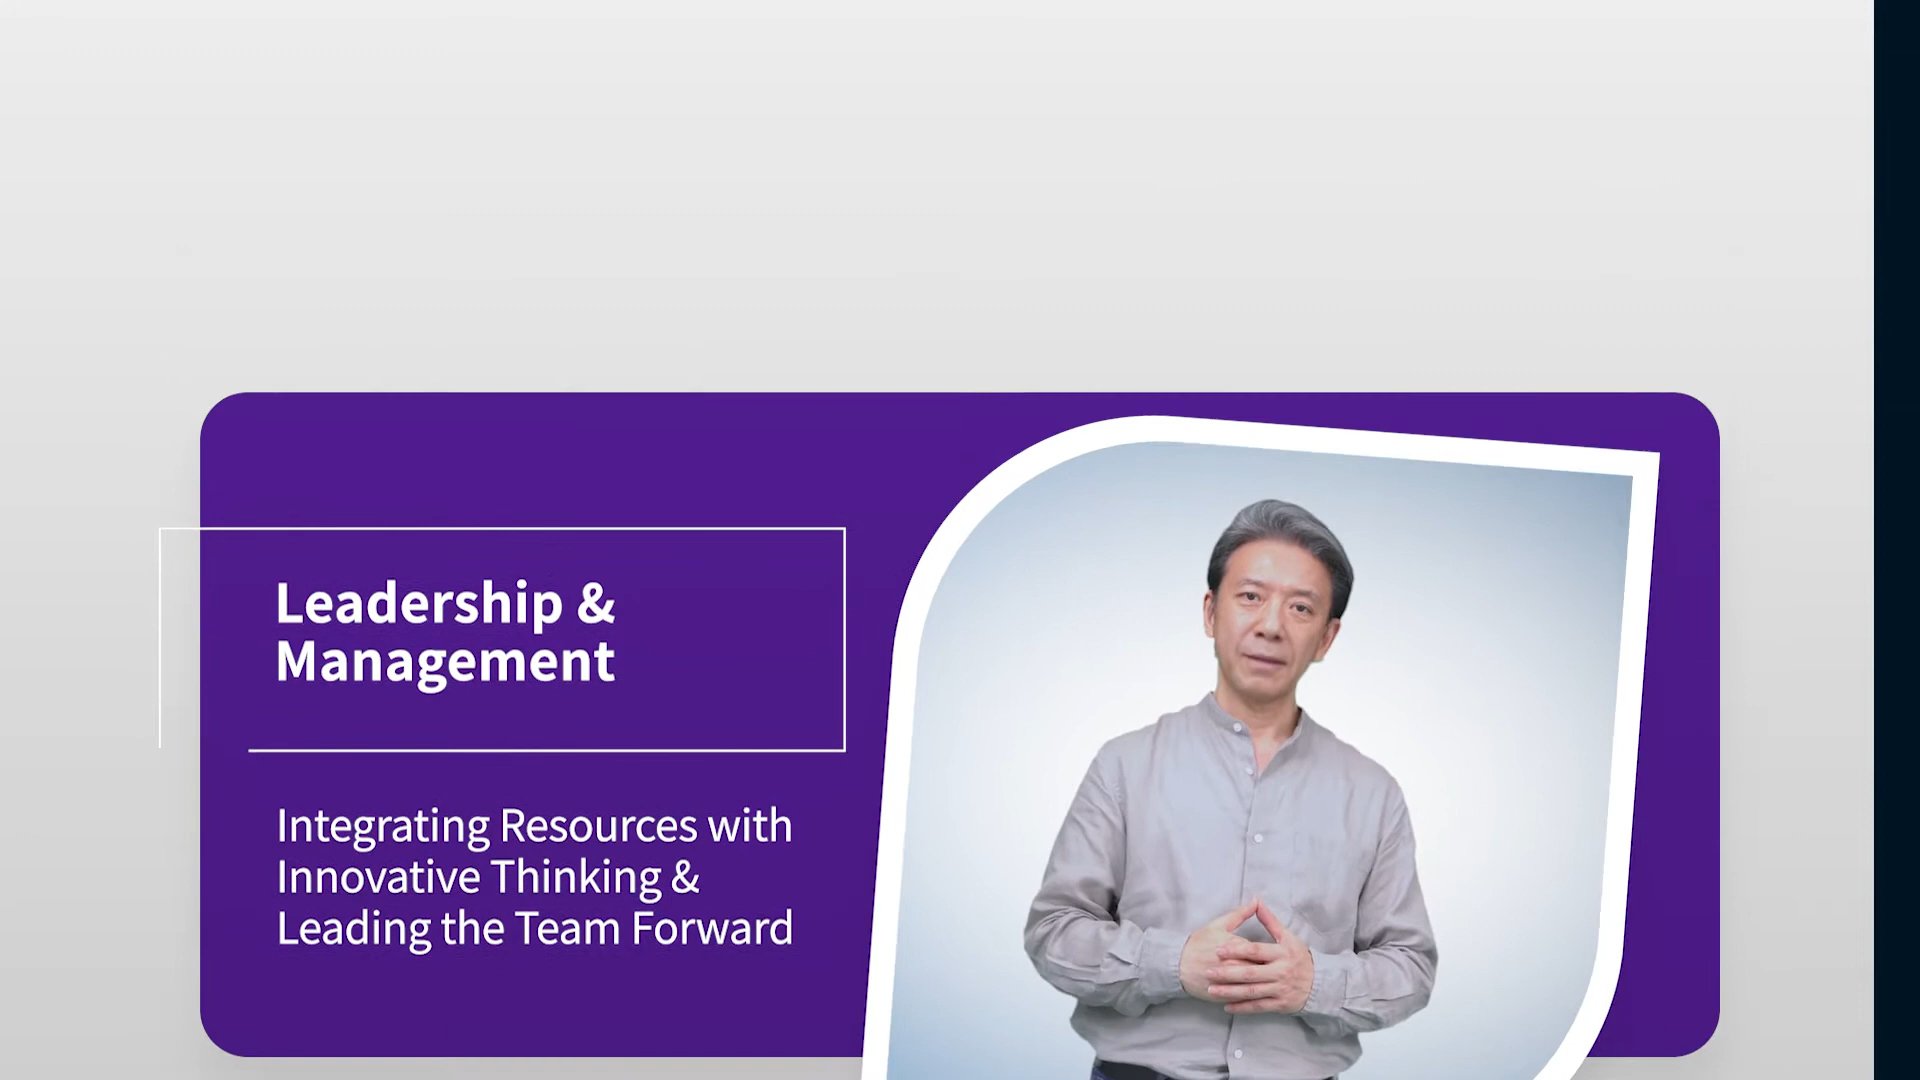 Leadership &
Management
Integrating Resources with
Innovative Thinking &
Leading the Team Forward